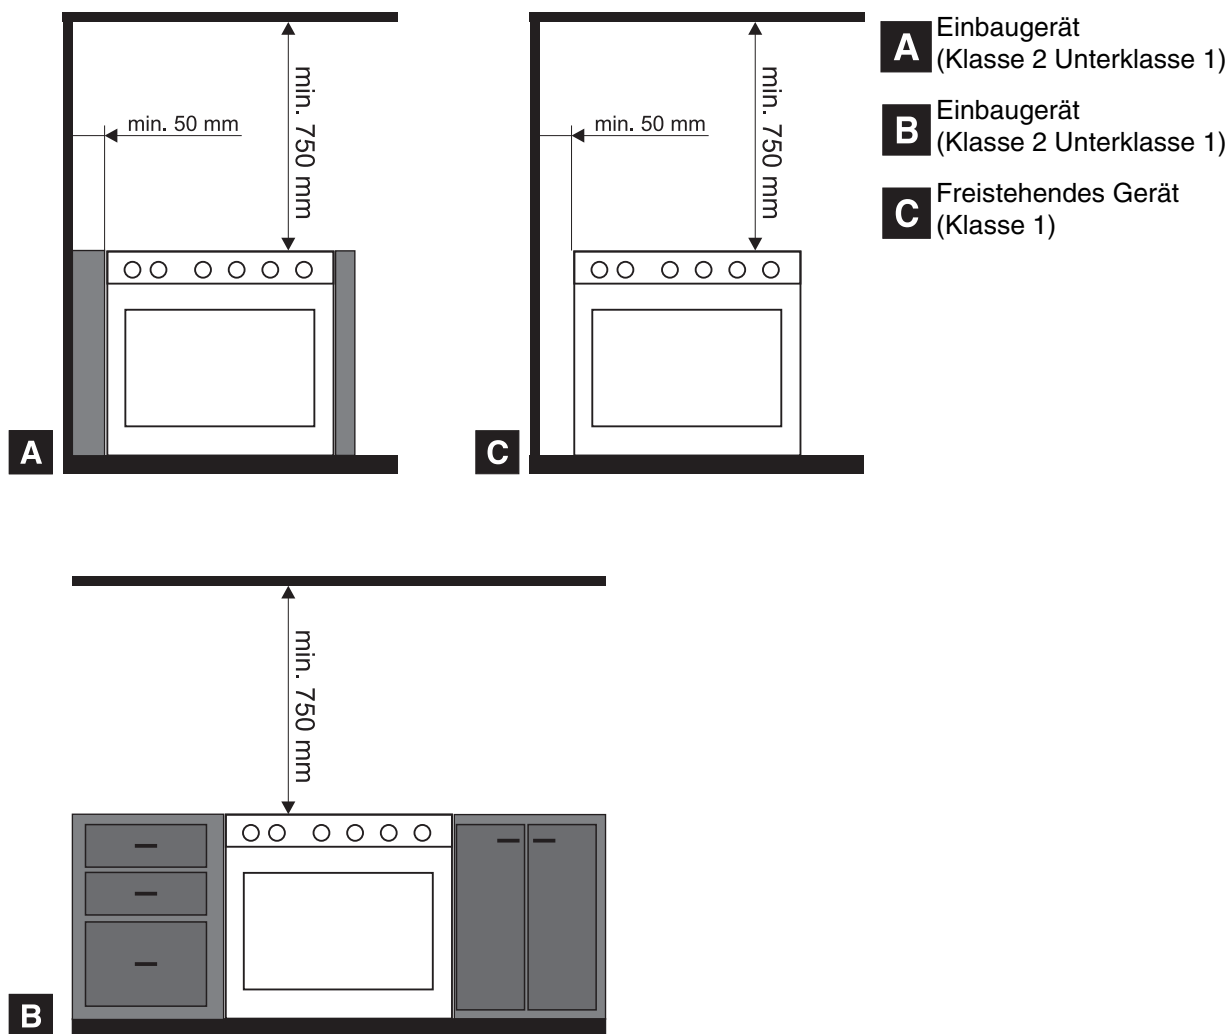 min. 50 mm
min. 750 mm
A
min. 50 mm
min. 750 mm
C
A Einbaugerät
(Klasse 2 Unterklasse 1)
B Einbaugerät
(Klasse 2 Unterklasse 1)
C Freistehendes Gerät
(Klasse 1)
min. 750 mm
B